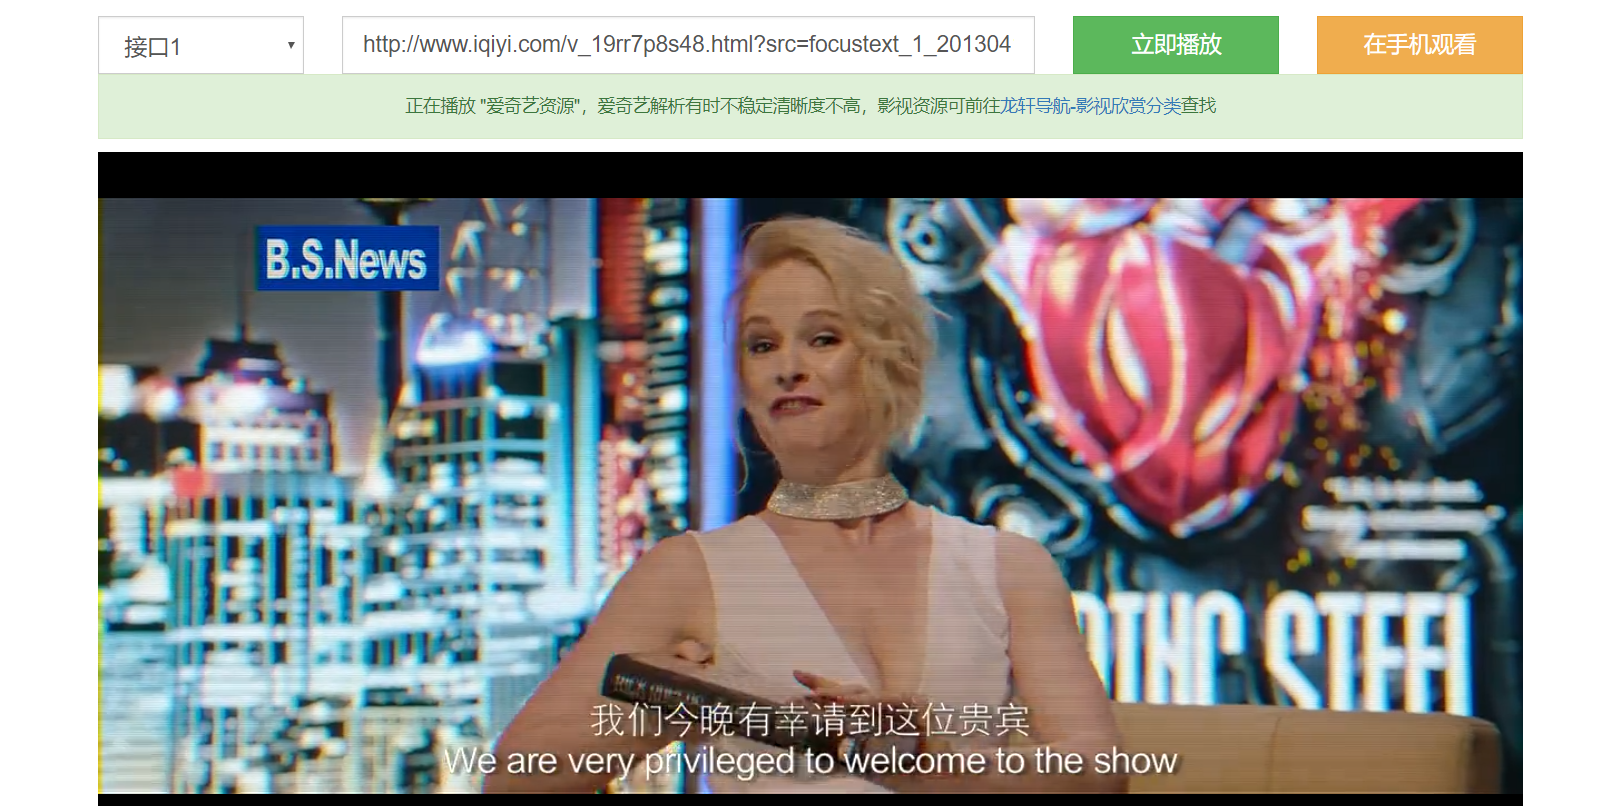 接口1
http://www.iqiyi.com/v_19rr7p8s48.html?src=focustext_1_201304
立即播放
在手机观看
正在播放 "爱奇艺资源"，爱奇艺解析有时不稳定清晰度不高，影视资源可前往龙轩导航-影视欣赏分类查找
B.S.News
STEEL
我们今晚有幸请到这位贵宾
We are very privileged to welcome to the show